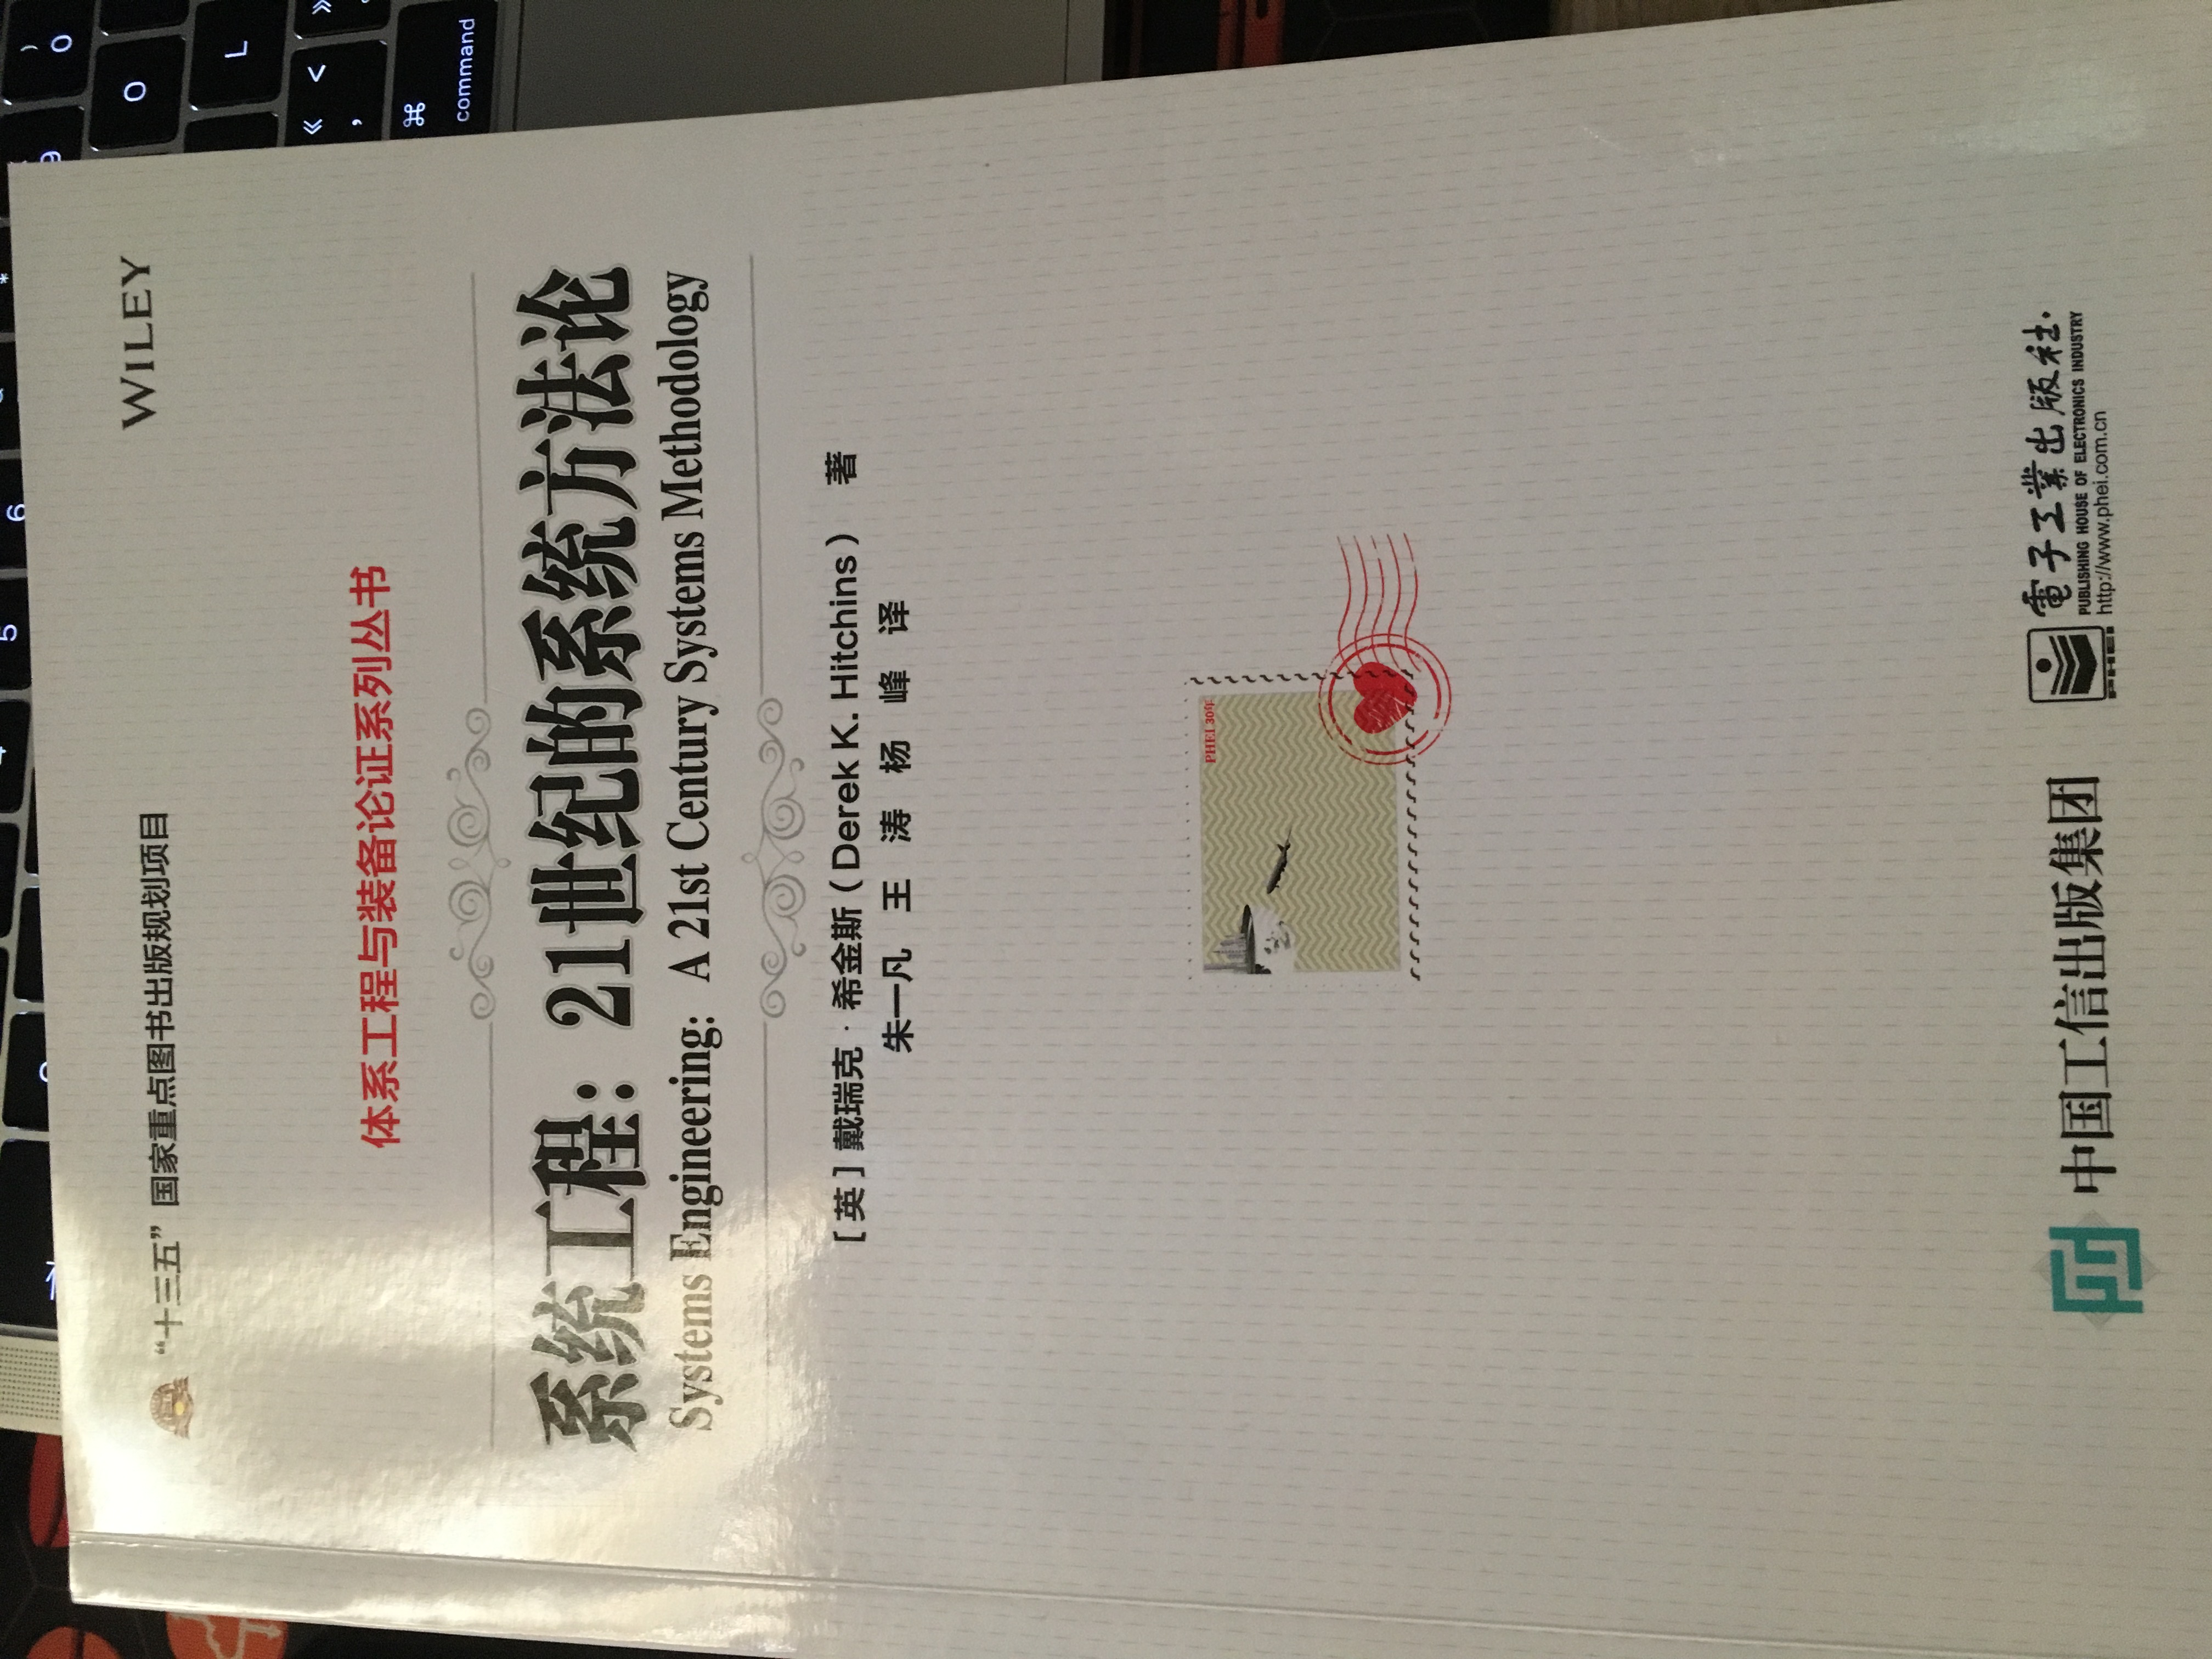 4
5
6
9
)
0
O
L
« <
,
»
⌘
command
“十三五”国家重点图书出版规划项目
WILEY
体系工程与装备论证系列丛书
系统工程：21世纪的系统方法论
Systems Engineering: A 21st Century Systems Methodology
［英］戴瑞克·希金斯（Derek K. Hitchins） 著
朱一凡 王 涛 杨 峰 译
PHEI 30年
中国工信出版集团
電子工業出版社.
PUBLISHING HOUSE OF ELECTRONICS INDUSTRY
PHEI
http://www.phei.com.cn